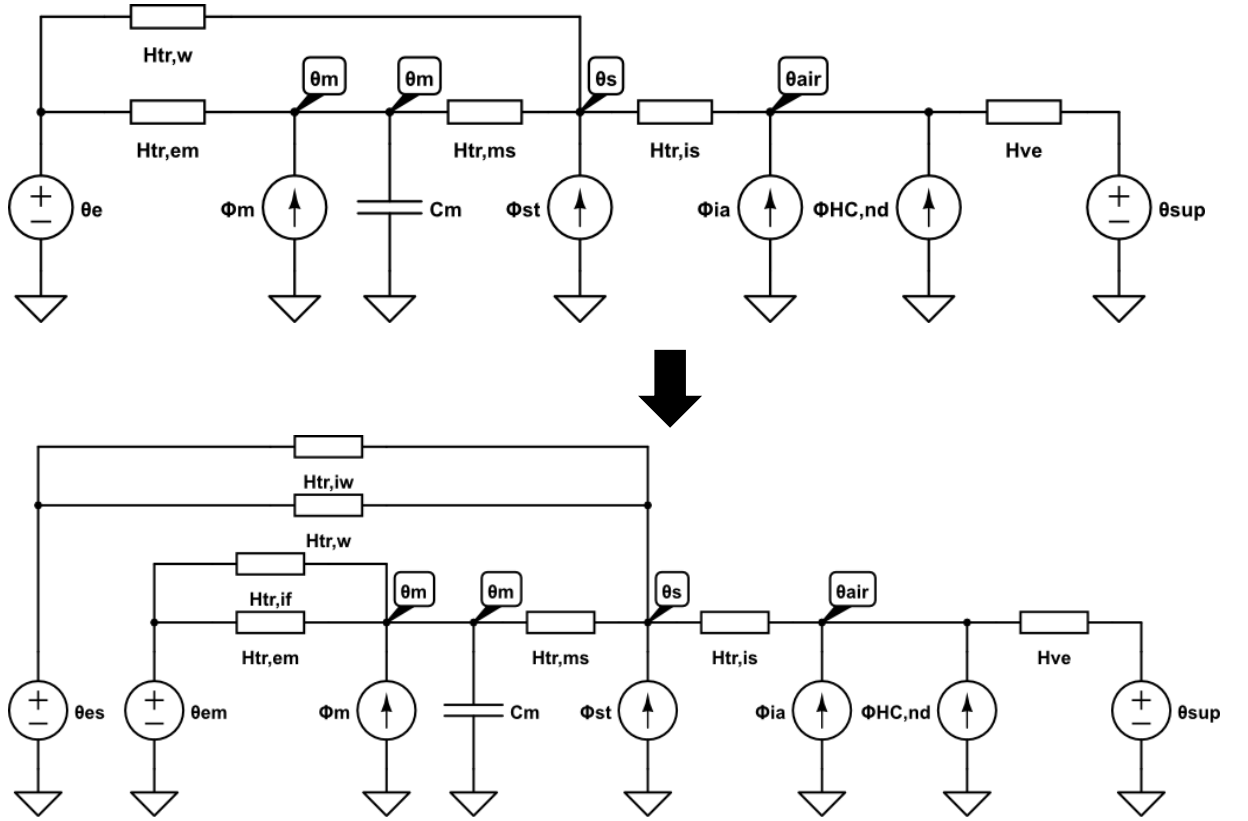 Htr,w
θm
θm
θs
θair
Htr,em
Htr,ms
Htr,is
Hve
θe
Φm
Cm
Φst
Φia
ΦHC,nd
θsup
Htr,iw
Htr,w
θm
θm
θs
θair
Htr,if
Htr,em
Htr,ms
Htr,is
Hve
θes
θem
Φm
Cm
Φst
Φia
ΦHC,nd
θsup